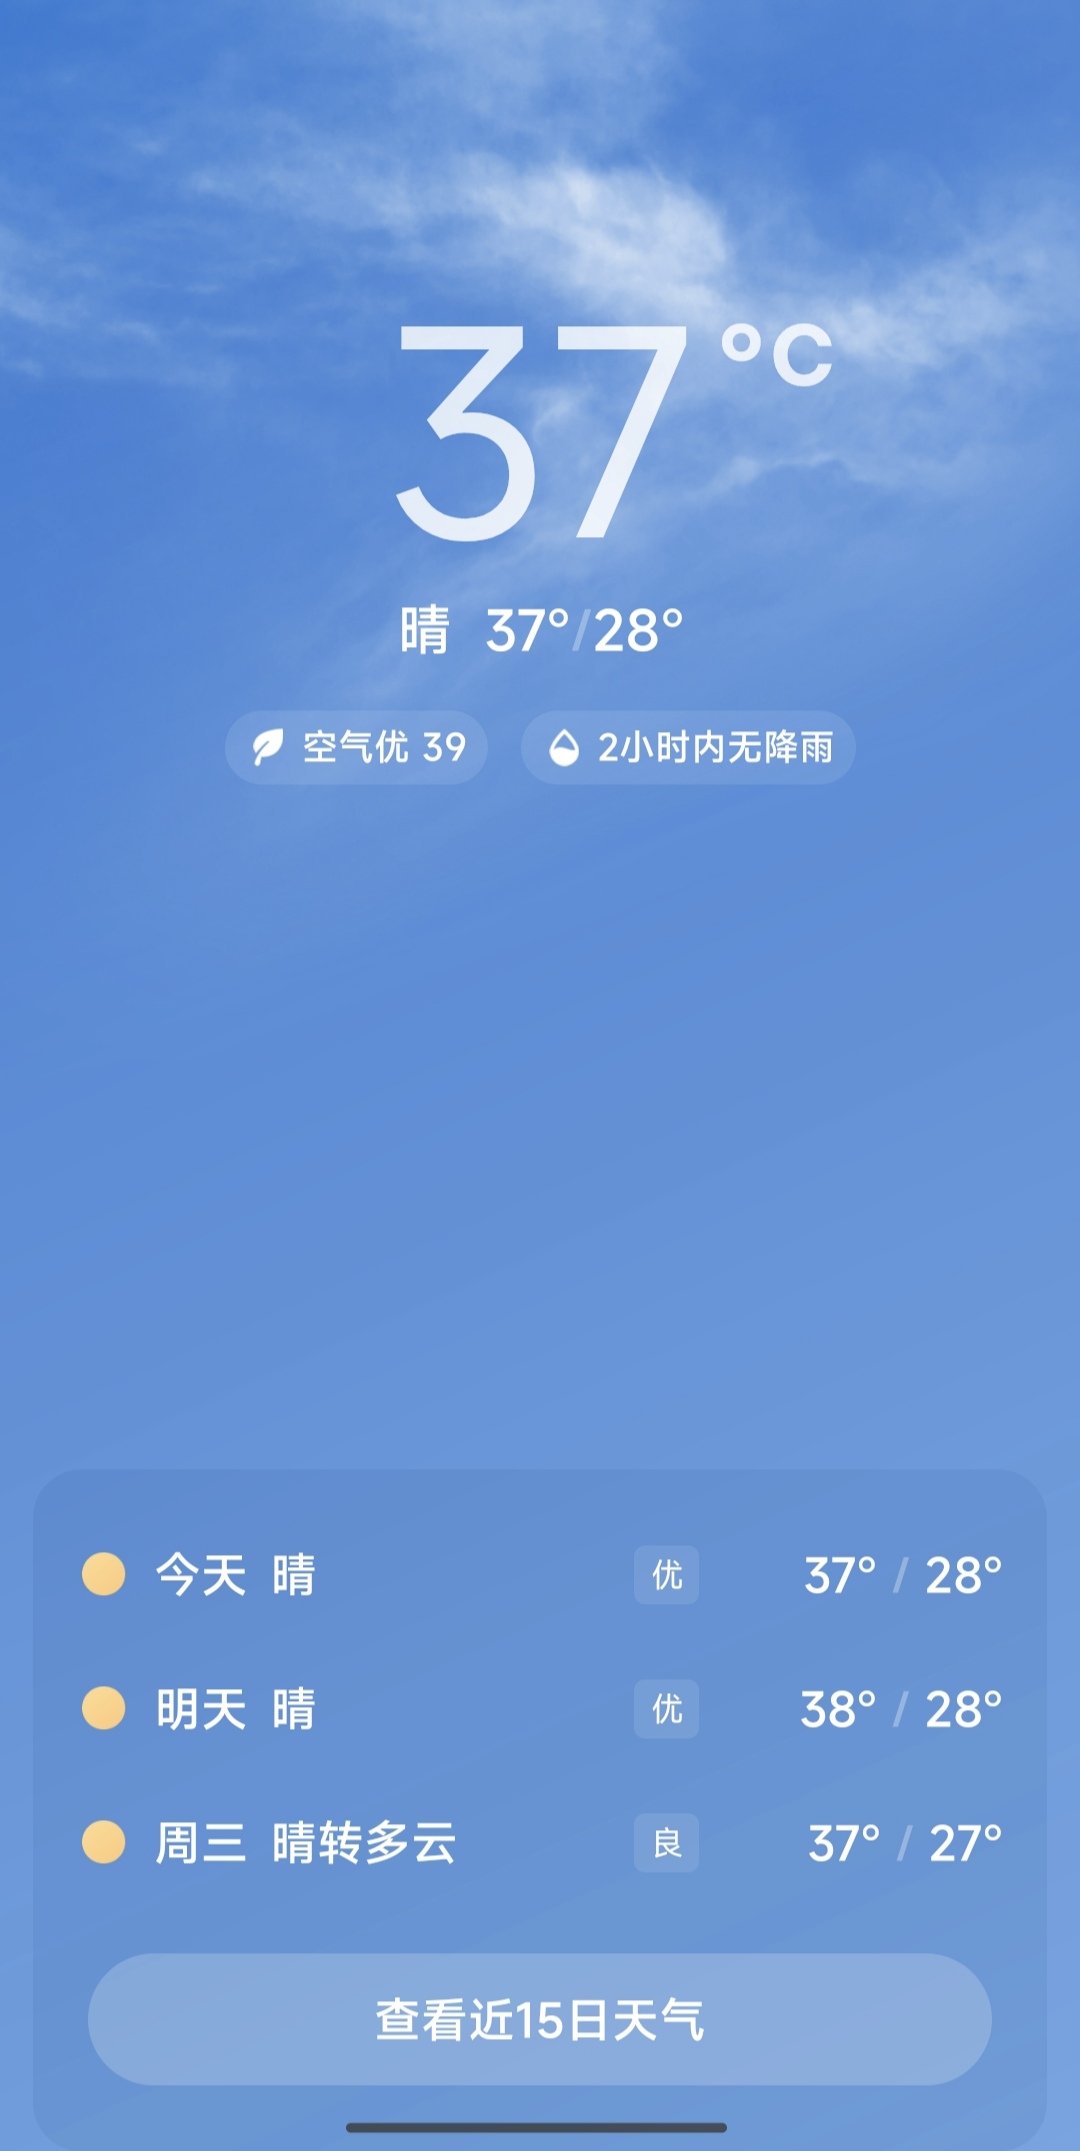 37°C
晴 37°/28°
空气优 39 2小时内无降雨
今天 晴 优 37° / 28°
明天 晴 优 38° / 28°
周三 晴转多云 良 37° / 27°
查看近15日天气